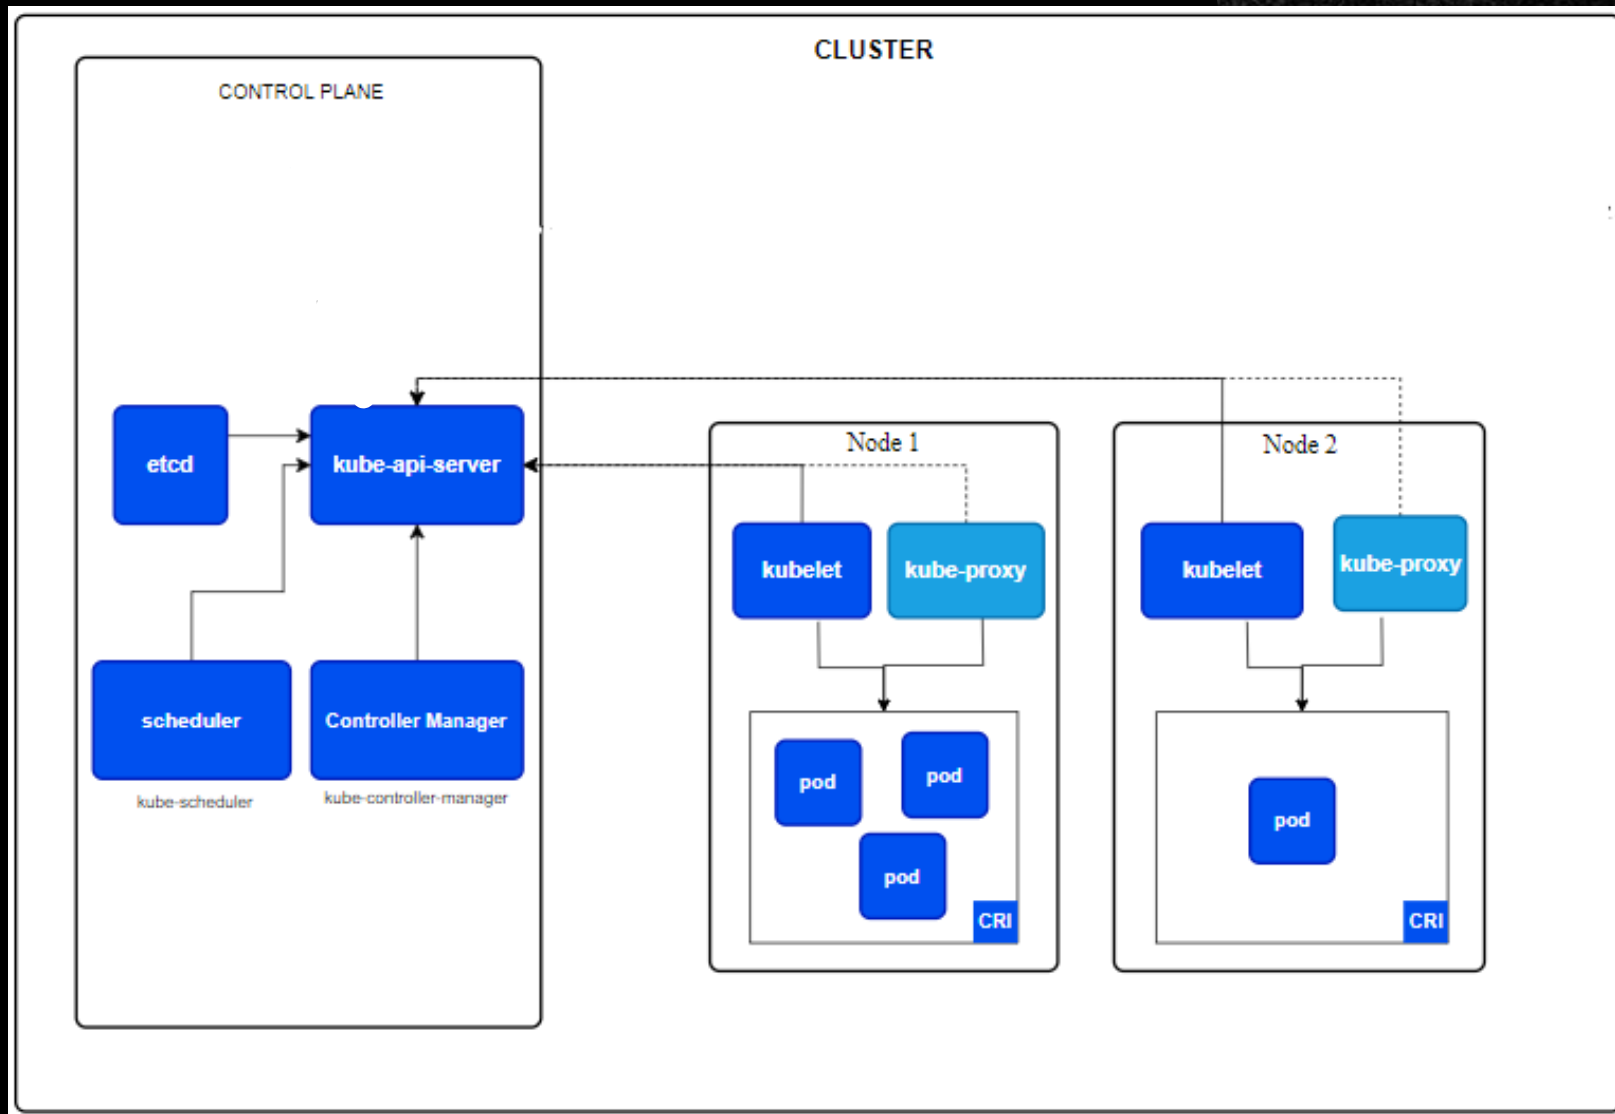 CLUSTER
CONTROL PLANE
etcd
kube-api-server
scheduler
kube-scheduler
Controller Manager
kube-controller-manager
Node 1
kubelet
kube-proxy
pod
pod
pod
CRI
Node 2
kubelet
kube-proxy
pod
CRI